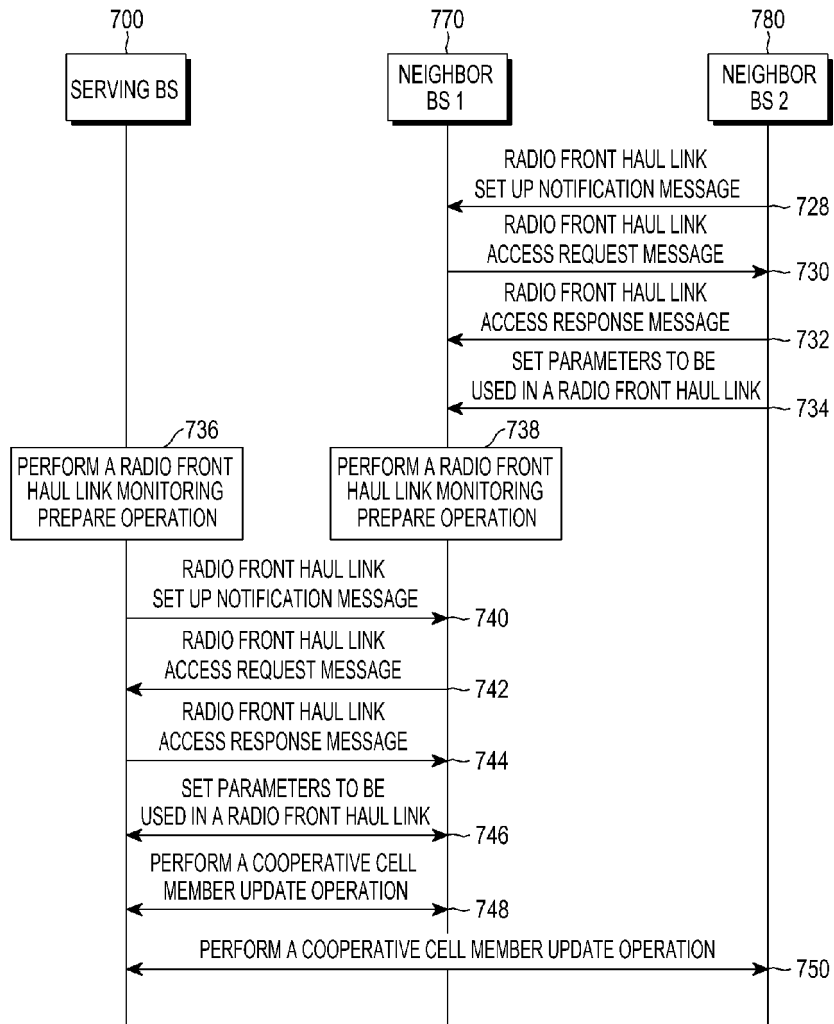 700
770
780
SERVING BS
NEIGHBOR
BS 1
NEIGHBOR
BS 2
RADIO FRONT HAUL LINK
SET UP NOTIFICATION MESSAGE
728
RADIO FRONT HAUL LINK
ACCESS REQUEST MESSAGE
730
RADIO FRONT HAUL LINK
ACCESS RESPONSE MESSAGE
732
SET PARAMETERS TO BE
USED IN A RADIO FRONT HAUL LINK
734
736
PERFORM A RADIO FRONT
HAUL LINK MONITORING
PREPARE OPERATION
738
PERFORM A RADIO FRONT
HAUL LINK MONITORING
PREPARE OPERATION
RADIO FRONT HAUL LINK
SET UP NOTIFICATION MESSAGE
740
RADIO FRONT HAUL LINK
ACCESS REQUEST MESSAGE
742
RADIO FRONT HAUL LINK
ACCESS RESPONSE MESSAGE
744
SET PARAMETERS TO BE
USED IN A RADIO FRONT HAUL LINK
746
PERFORM A COOPERATIVE CELL
MEMBER UPDATE OPERATION
748
PERFORM A COOPERATIVE CELL MEMBER UPDATE OPERATION
750